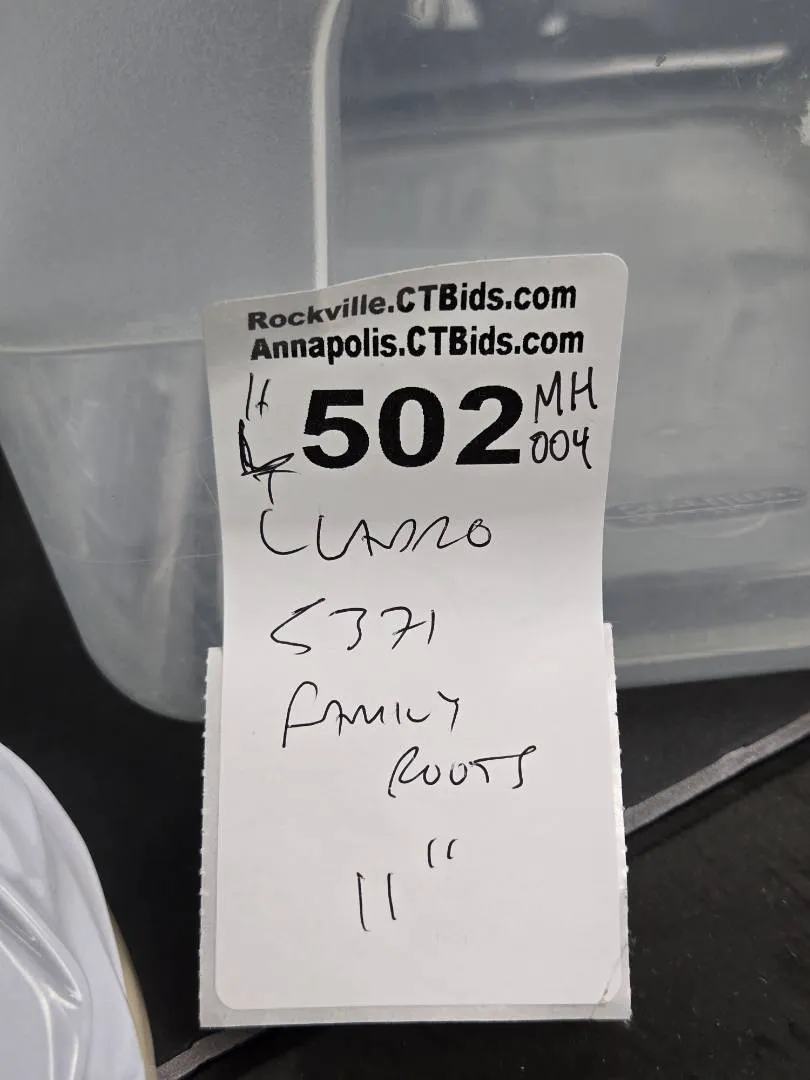 Rockville.CTBids.com
Annapolis.CTBids.com
502 MH
004
LLADRO
5371
FAMILY
ROOTS
11"